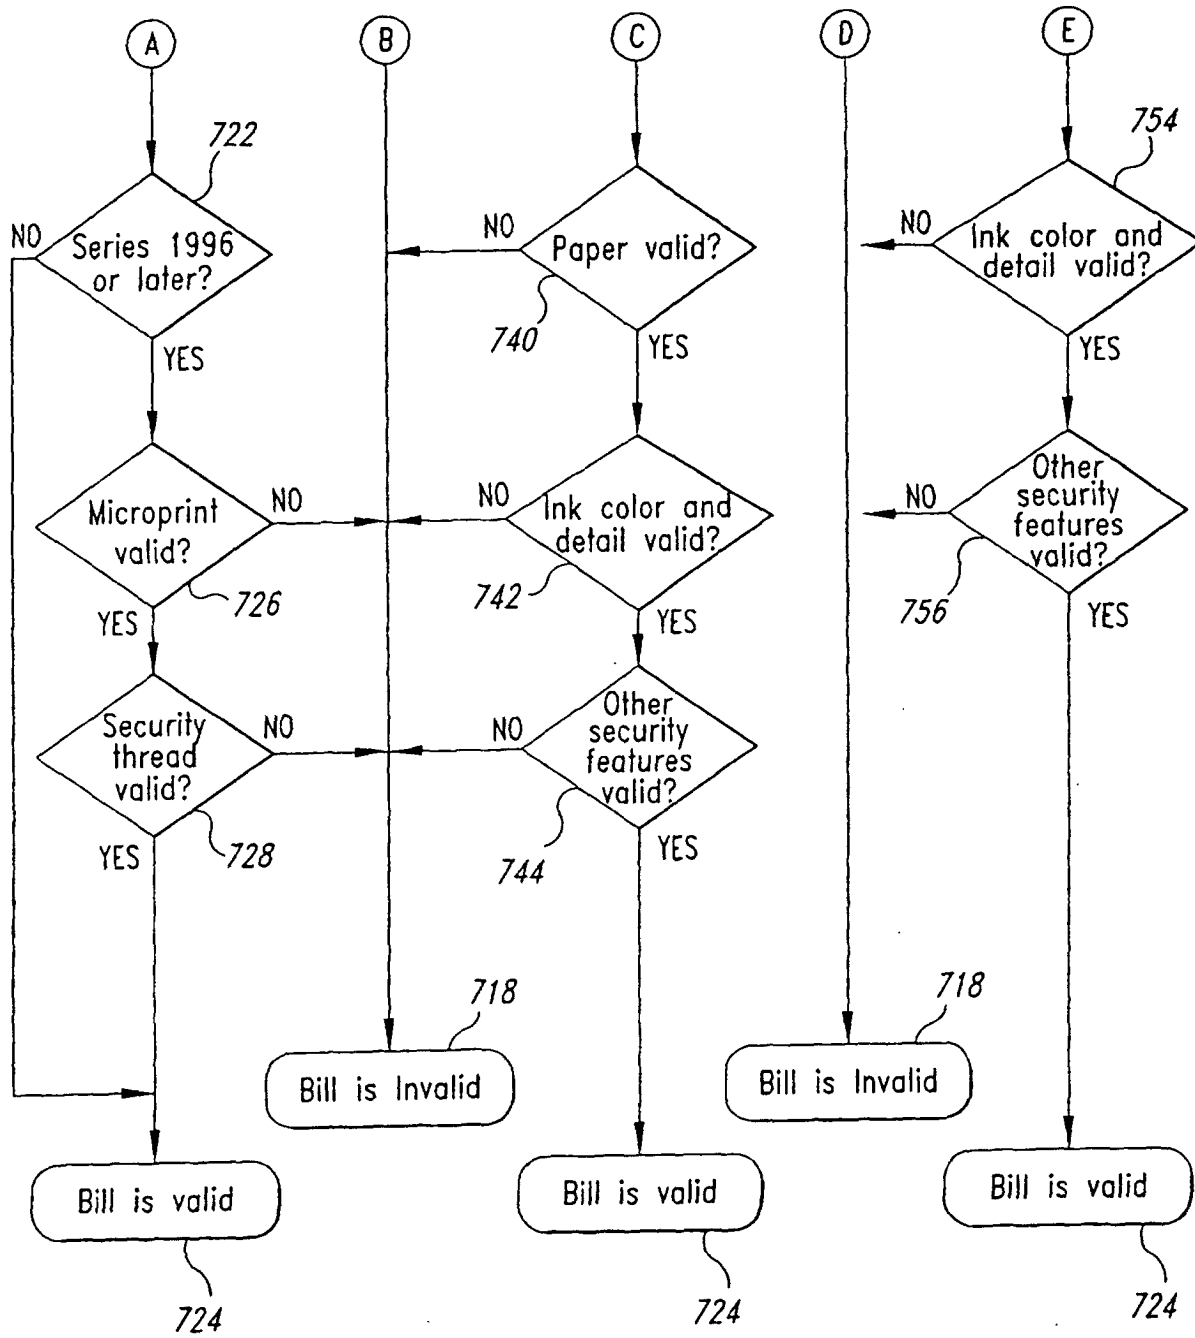 A
B
C
D
E
722
754
NO
Series 1996
or later?
YES
NO
Paper valid?
740
YES
NO
Ink color and
detail valid?
YES
Microprint
valid?
NO
726
YES
NO
Ink color and
detail valid?
742
YES
NO
Other
security
features
valid?
756
YES
Security
thread
valid?
NO
728
YES
NO
Other
security
features
valid?
744
YES
718
Bill is Invalid
718
Bill is Invalid
Bill is valid
724
Bill is valid
724
Bill is valid
724